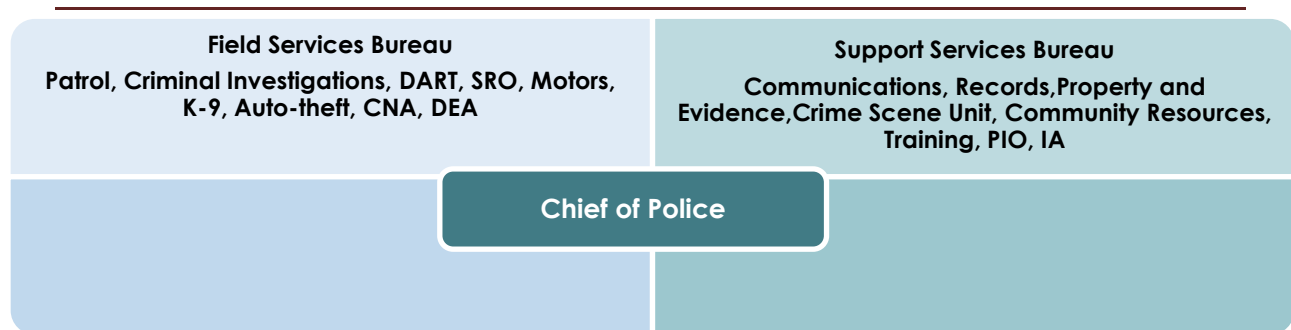 Field Services Bureau
Patrol, Criminal Investigations, DART, SRO, Motors,
K-9, Auto-theft, CNA, DEA
Support Services Bureau
Communications, Records,Property and
Evidence,Crime Scene Unit, Community Resources,
Training, PIO, IA
Chief of Police